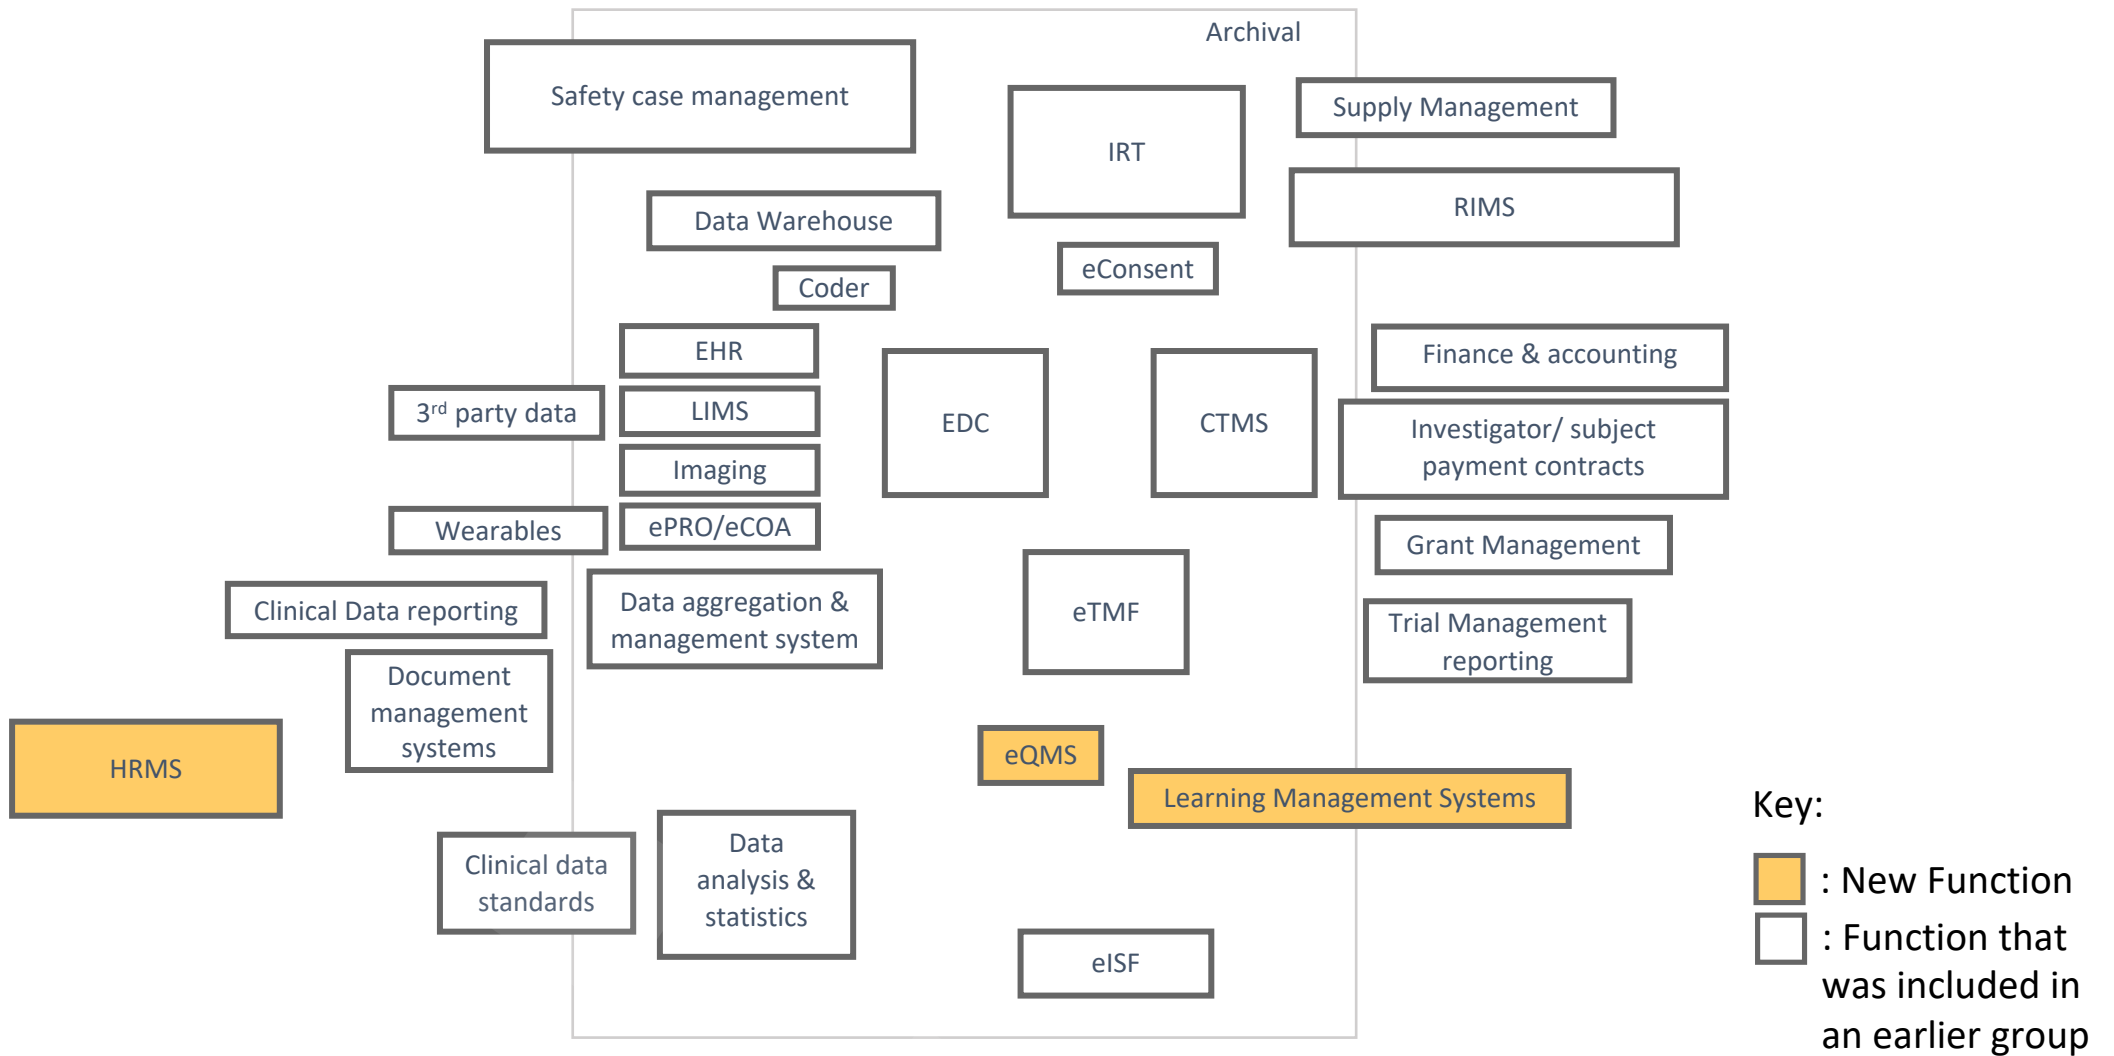 Archival
Safety case management
Supply Management
IRT
RIMS
Data Warehouse
eConsent
Coder
EHR
Finance & accounting
3rd party data
LIMS
EDC
CTMS
Investigator/ subject
payment contracts
Imaging
Wearables
ePRO/eCOA
Grant Management
Clinical Data reporting
Data aggregation &
management system
eTMF
Trial Management
reporting
Document
management
systems
HRMS
eQMS
Learning Management Systems
Clinical data
standards
Data
analysis &
statistics
eISF
Key:
: New Function
: Function that
was included in
an earlier group